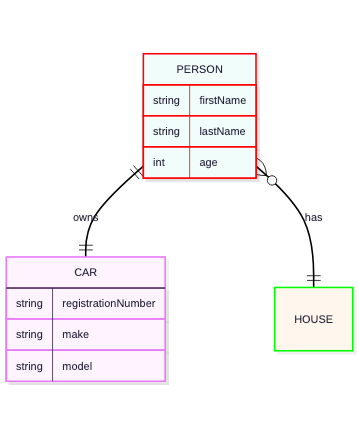 PERSON
string firstName
string lastName
int age
owns
has
CAR
string registrationNumber
string make
string model
HOUSE